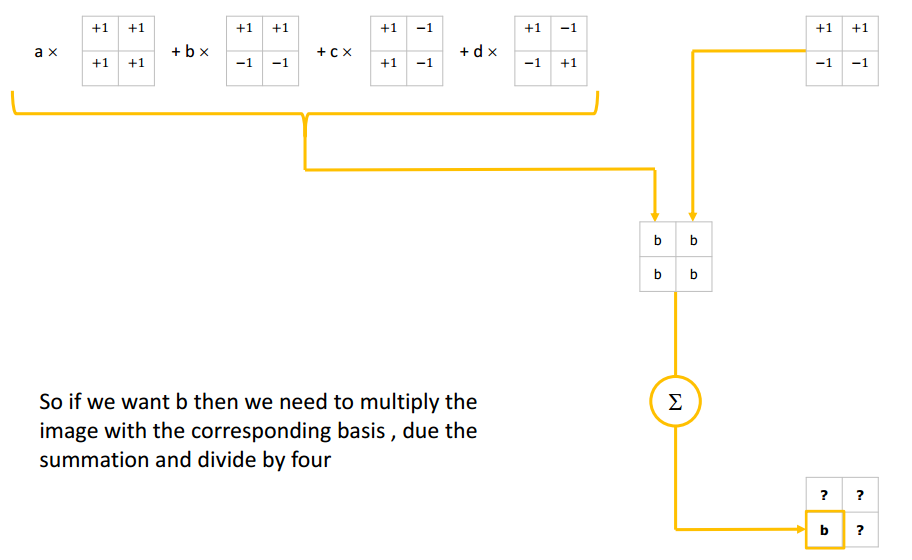 +1 +1 +1 +1 +1 −1 +1 −1 +1 +1
a × + b × + c × + d ×
+1 +1 −1 −1 +1 −1 −1 +1 −1 −1
b b
b b
So if we want b then we need to multiply the
Σ
image with the corresponding basis , due the
summation and divide by four
? ?
b ?